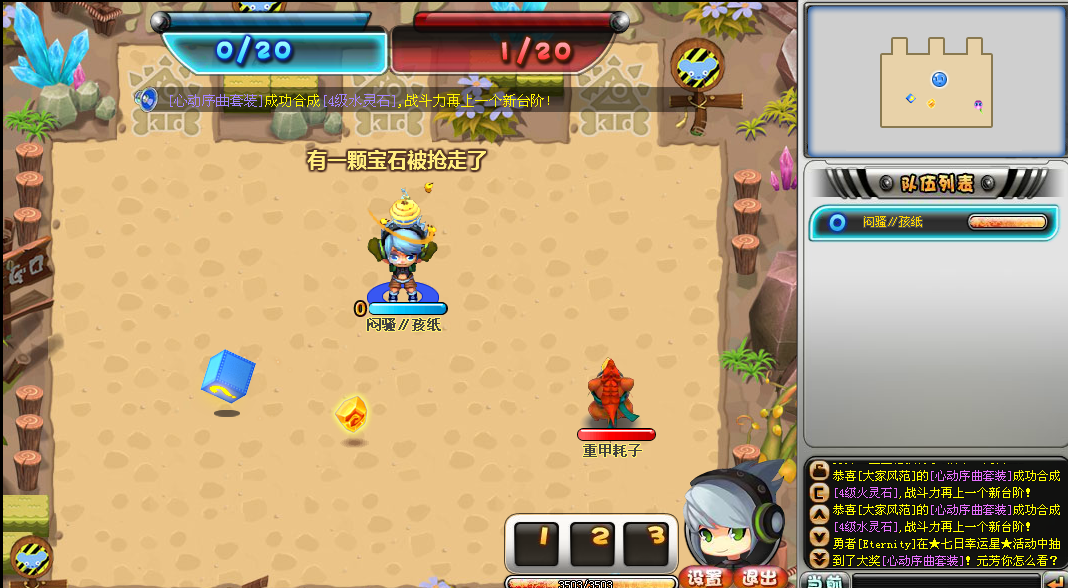 0/20
1/20
[心动序曲套装]成功合成[4级水灵石],战斗力再上一个新台阶!
有一颗宝石被抢走了
队伍列表
闷骚∥孩纸
0
闷骚∥孩纸
GO
重甲耗子
1 2 3
3503/3503
设置 退出
恭喜[大家风范]的[心动序曲套装]成功合成
[4级火灵石],战斗力再上一个新台阶!
恭喜[大家风范]的[心动序曲套装]成功合成
[4级水灵石],战斗力再上一个新台阶!
勇者[Eternity]在★七日幸运星★活动中抽
到了大奖[心动序曲套装]! 元芳你怎么看?
当前